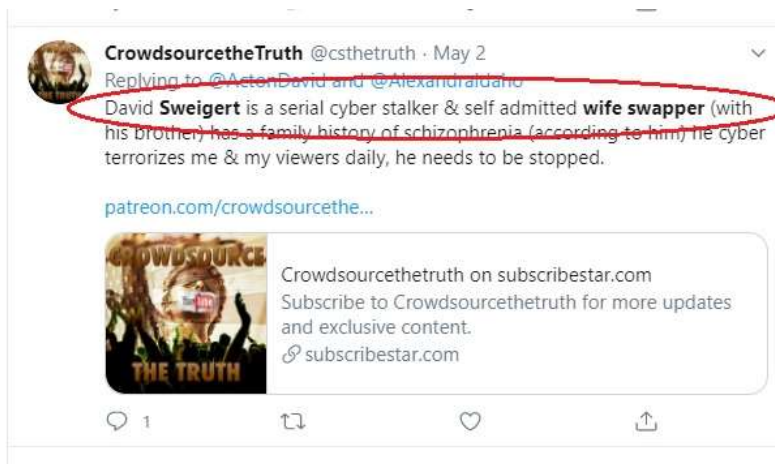 CrowdsourcetheTruth @csthetruth · May 2
Replying to @ActonDavid and @AlexandraIdaho
David Sweigert is a serial cyber stalker & self admitted wife swapper (with
his brother) has a family history of schizophrenia (according to him) he cyber
terrorizes me & my viewers daily, he needs to be stopped.
patreon.com/crowdsourcethe...
CROWDSOURCE
THE TRUTH
Crowdsourcethetruth on subscribestar.com
Subscribe to Crowdsourcethetruth for more updates
and exclusive content.
subscribestar.com
1